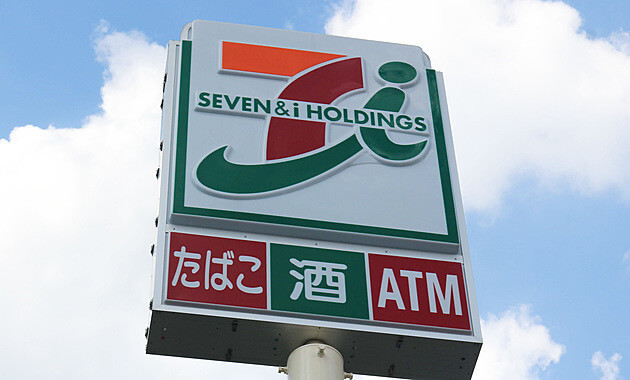 SEVEN & i HOLDINGS
たばこ 酒 ATM